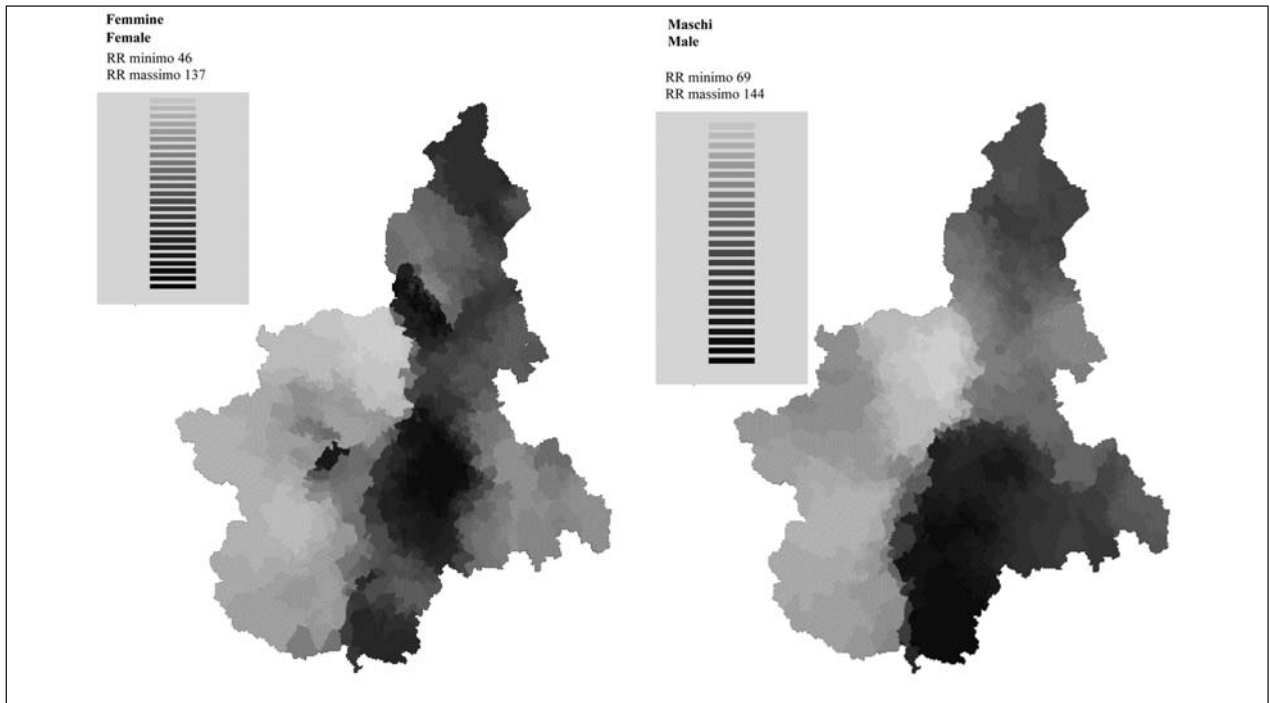 Femmine
Female
RR minimo 46
RR massimo 137
Maschi
Male
RR minimo 69
RR massimo 144